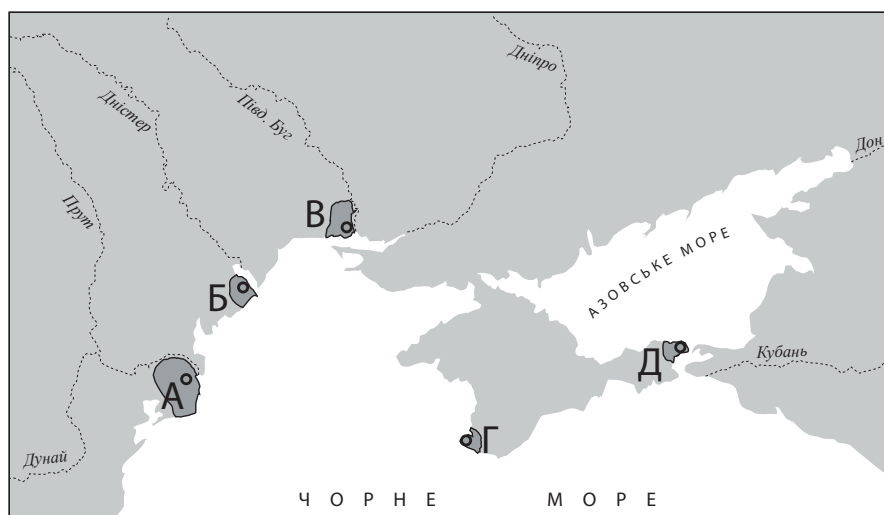 Дніпро
Дністер
Півд. Буг
Дон
Прут
В
АЗОВСЬКЕ МОРЕ
Б
Д
Кубань
А
Г
Дунай
ЧОРНЕ МОРЕ